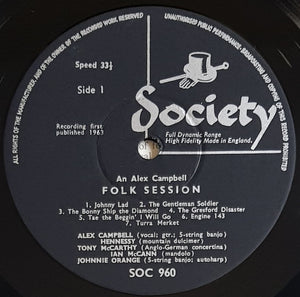 ALL RIGHTS OF THE MANUFACTURER, AND OF THE OWNER OF THE RECORDED WORK RESERVED
UNAUTHORISED PUBLIC PERFORMANCE, BROADCASTING AND COPYING OF THIS RECORD PROHIBITED
Speed 33⅓
Side 1
Society
Recording first
published 1963
Full Dynamic Range
High Fidelity Made in England.
An Alex Campbell
FOLK SESSION
1. Johnny Lad 2. The Gentleman Soldier
3. The Bonny Ship the Diamond 4. The Gresford Disaster
5. Tae the Beggin' I Will Go 6. Engine 143
7. Turra Merket
ALEX CAMPBELL (vocal; gtr.; 5-string banjo)
HENNESSY (mountain dulcimer)
TONY McCARTHY (Anglo-German concertina)
IAN McCANN (mandolo)
JOHNNIE ORANGE (5-string banjo; autoharp)
SOC 960